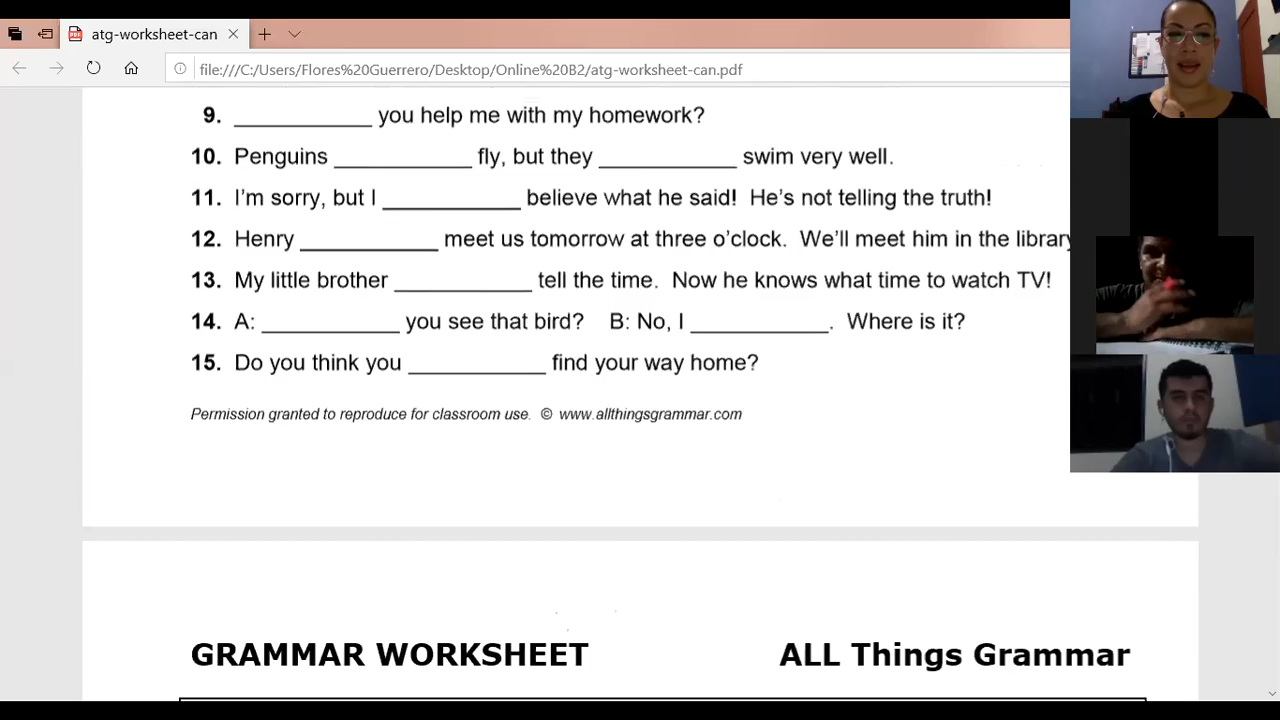 atg-worksheet-can
file:///C:/Users/Flores%20Guerrero/Desktop/Online%20B2/atg-worksheet-can.pdf
9. ____________ you help me with my homework?
10. Penguins ____________ fly, but they ____________ swim very well.
11. I'm sorry, but I ____________ believe what he said! He's not telling the truth!
12. Henry ____________ meet us tomorrow at three o'clock. We'll meet him in the library
13. My little brother ____________ tell the time. Now he knows what time to watch TV!
14. A: ____________ you see that bird? B: No, I ____________. Where is it?
15. Do you think you ____________ find your way home?
Permission granted to reproduce for classroom use. © www.allthingsgrammar.com
GRAMMAR WORKSHEET ALL Things Grammar